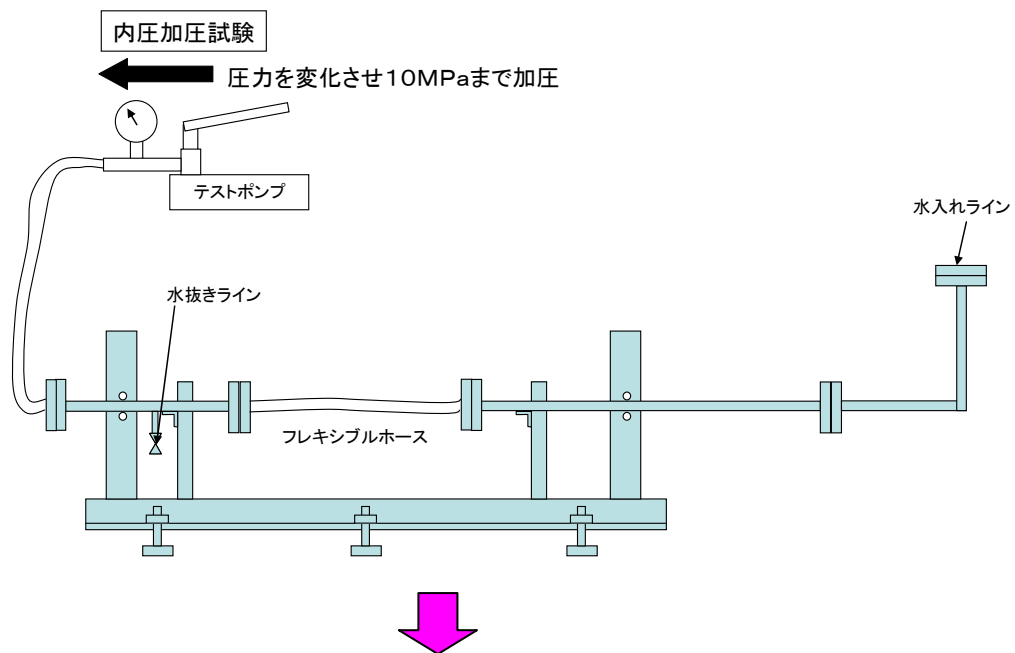 内圧加圧試験
圧力を変化させ10MPaまで加圧
テストポンプ
水入れライン
水抜きライン
フレキシブルホース